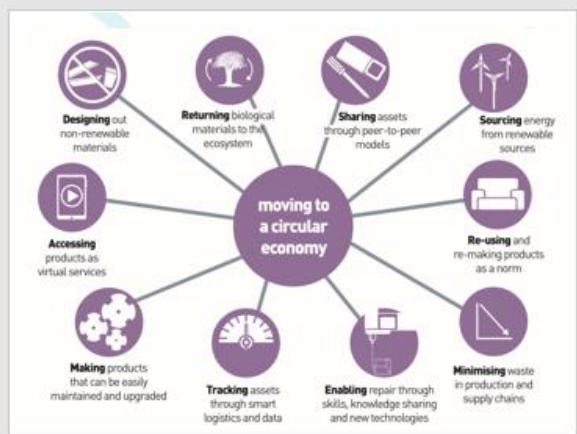 Designing out
non-renewable
materials
Returning biological
materials to the
ecosystem
Sharing assets
through peer-to-peer
models
Sourcing energy
from renewable
sources
moving to
a circular
economy
Accessing
products as
virtual services
Re-using and
re-making products
as a norm
Making products
that can be easily
maintained and upgraded
Tracking assets
through smart
logistics and data
Enabling repair through
skills, knowledge sharing
and new technologies
Minimising waste
in production and
supply chains